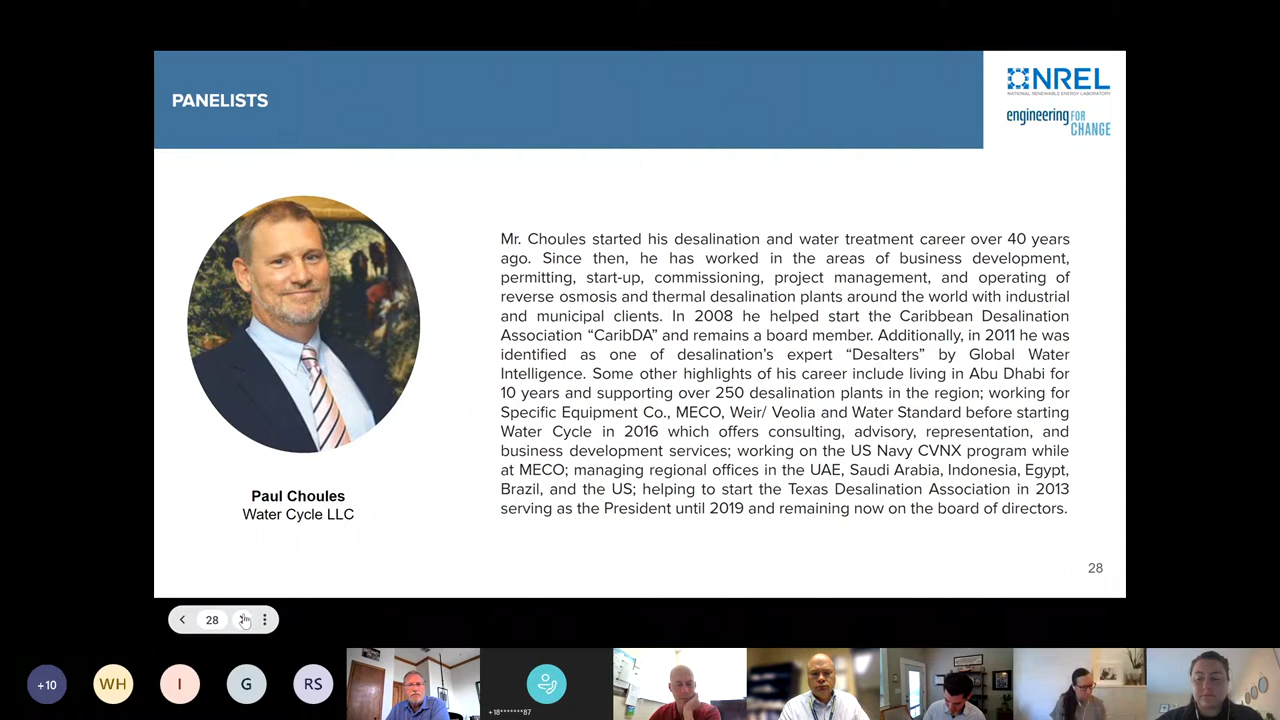 PANELISTS
NREL
NATIONAL RENEWABLE ENERGY LABORATORY
engineering FOR
CHANGE
Mr. Choules started his desalination and water treatment career over 40 years
ago. Since then, he has worked in the areas of business development,
permitting, start-up, commissioning, project management, and operating of
reverse osmosis and thermal desalination plants around the world with industrial
and municipal clients. In 2008 he helped start the Caribbean Desalination
Association “CaribDA” and remains a board member. Additionally, in 2011 he was
identified as one of desalination’s expert “Desalters” by Global Water
Intelligence. Some other highlights of his career include living in Abu Dhabi for
10 years and supporting over 250 desalination plants in the region; working for
Specific Equipment Co., MECO, Weir/ Veolia and Water Standard before starting
Water Cycle in 2016 which offers consulting, advisory, representation, and
business development services; working on the US Navy CVNX program while
at MECO; managing regional offices in the UAE, Saudi Arabia, Indonesia, Egypt,
Brazil, and the US; helping to start the Texas Desalination Association in 2013
serving as the President until 2019 and remaining now on the board of directors.
Paul Choules
Water Cycle LLC
28
28
+10
WH
I
G
RS
+18*******87